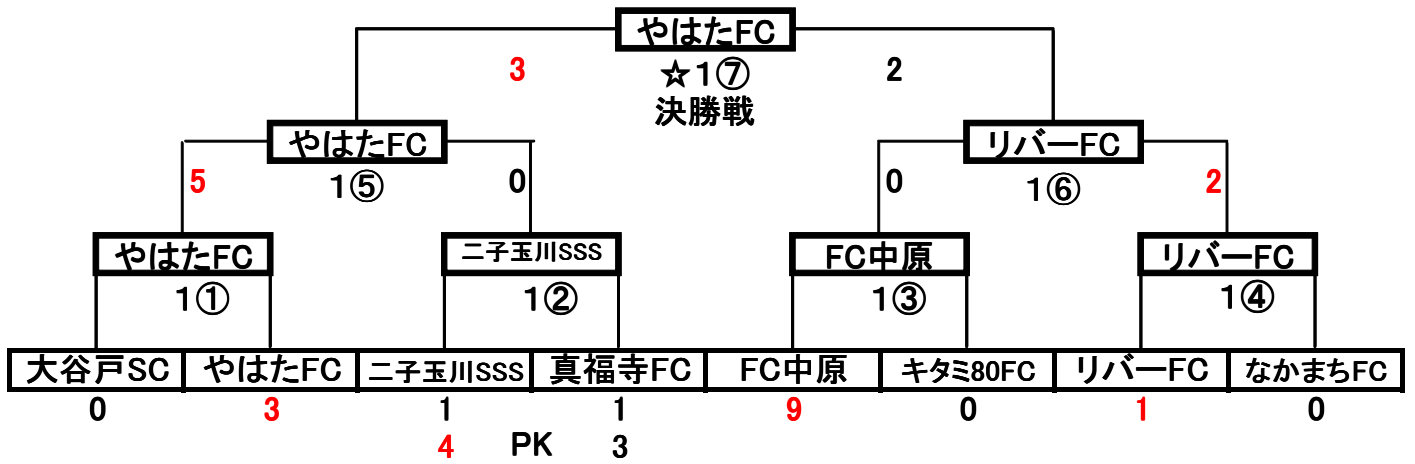 やはたFC
3 ☆1⑦ 2
決勝戦
やはたFC リバーFC
5 1⑤ 0 0 1⑥ 2
やはたFC 二子玉川SSS FC中原 リバーFC
1① 1② 1③ 1④
大谷戸SC やはたFC 二子玉川SSS 真福寺FC FC中原 キタミ80FC リバーFC なかまちFC
0 3 1 1 9 0 1 0
4 PK 3